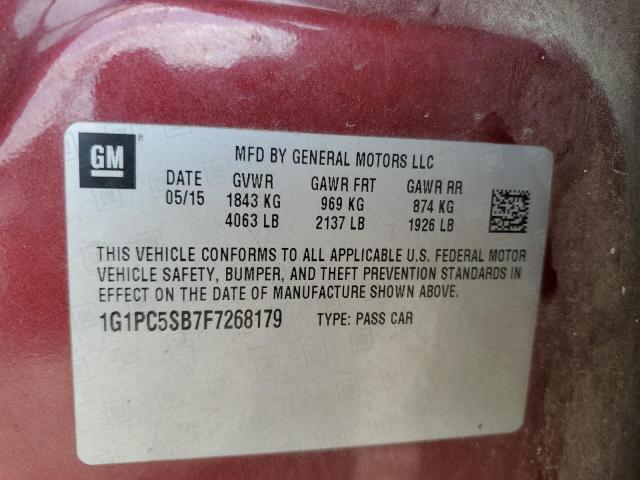 GM
MFD BY GENERAL MOTORS LLC
DATE GVWR GAWR FRT GAWR RR
05/15 1843 KG 969 KG 874 KG
4063 LB 2137 LB 1926 LB
THIS VEHICLE CONFORMS TO ALL APPLICABLE U.S. FEDERAL MOTOR
VEHICLE SAFETY, BUMPER, AND THEFT PREVENTION STANDARDS IN
EFFECT ON THE DATE OF MANUFACTURE SHOWN ABOVE.
1G1PC5SB7F7268179 TYPE: PASS CAR